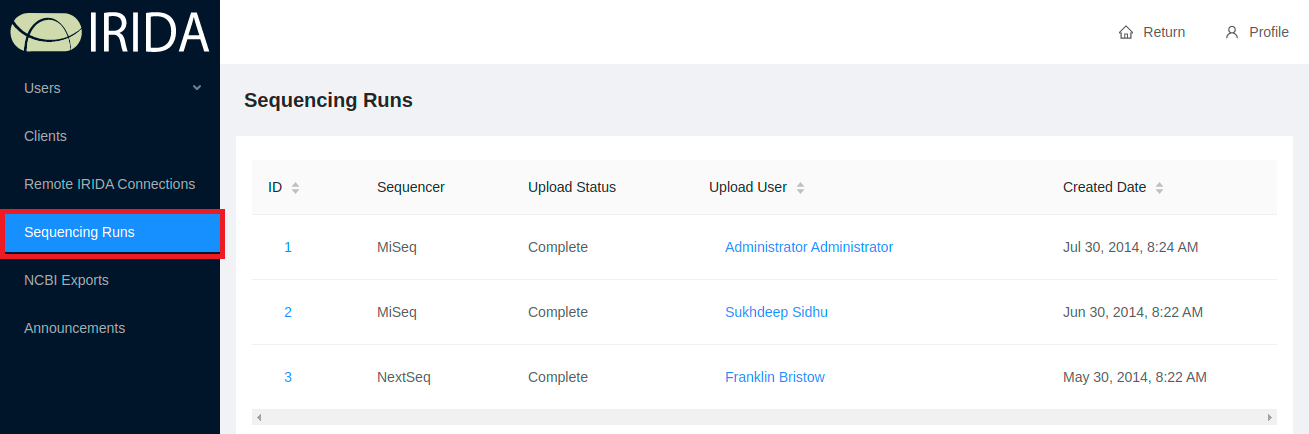 IRIDA
Return Profile
Users
Clients
Remote IRIDA Connections
Sequencing Runs
NCBI Exports
Announcements
Sequencing Runs
ID Sequencer Upload Status Upload User Created Date
1 MiSeq Complete Administrator Administrator Jul 30, 2014, 8:24 AM
2 MiSeq Complete Sukhdeep Sidhu Jun 30, 2014, 8:22 AM
3 NextSeq Complete Franklin Bristow May 30, 2014, 8:22 AM